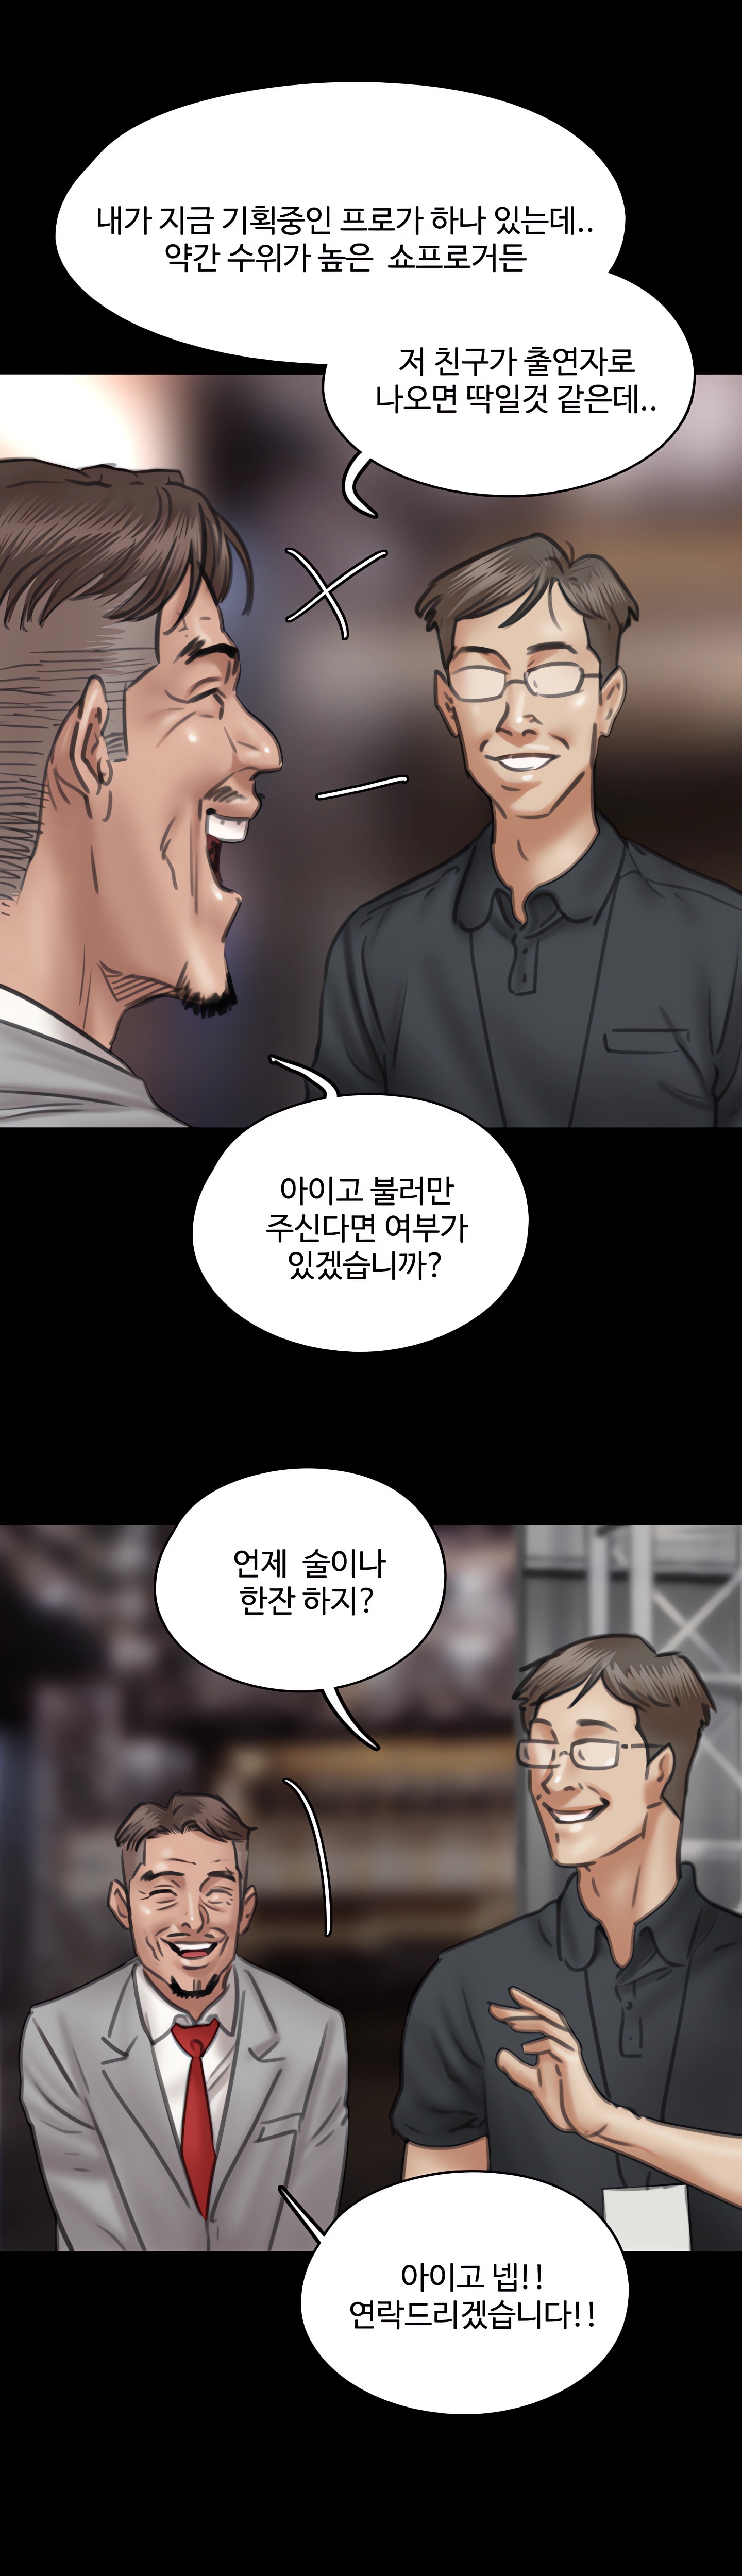 내가 지금 기획중인 프로가 하나 있는데..
약간 수위가 높은 쇼프로거든
저 친구가 출연자로
나오면 딱일것 같은데..
아이고 불러만
주신다면 여부가
있겠습니까?
언제 술이나
한잔 하지?
아이고 넵!!
연락드리겠습니다!!